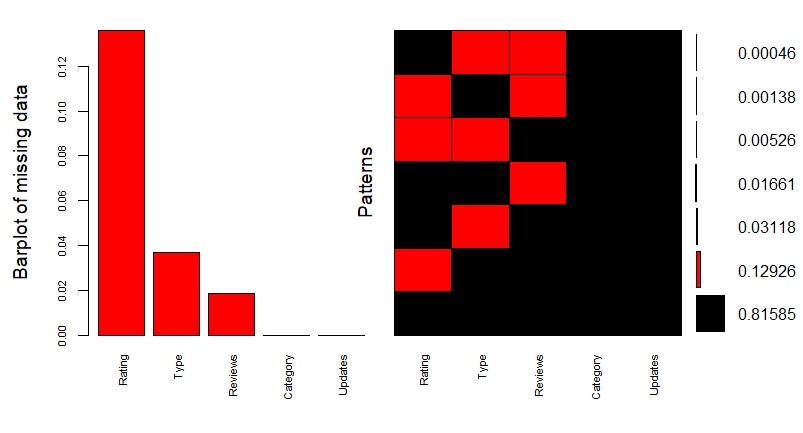 Barplot of missing data
0.00
0.02
0.04
0.06
0.08
0.10
0.12
Rating
Type
Reviews
Category
Updates
Patterns
Rating
Type
Reviews
Category
Updates
0.00046
0.00138
0.00526
0.01661
0.03118
0.12926
0.81585